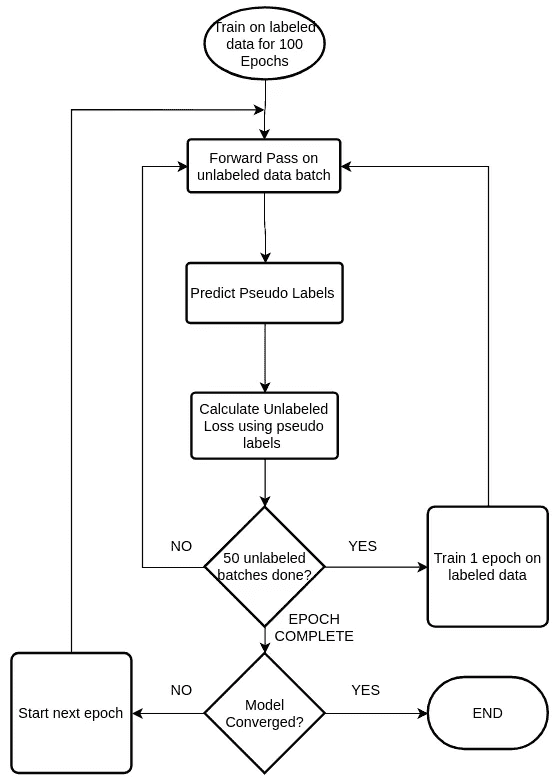 Train on labeled
data for 100
Epochs
Forward Pass on
unlabeled data batch
Predict Pseudo Labels
Calculate Unlabeled
Loss using pseudo
labels
NO
50 unlabeled
batches done?
YES
Train 1 epoch on
labeled data
EPOCH
COMPLETE
Start next epoch
NO
Model
Converged?
YES
END